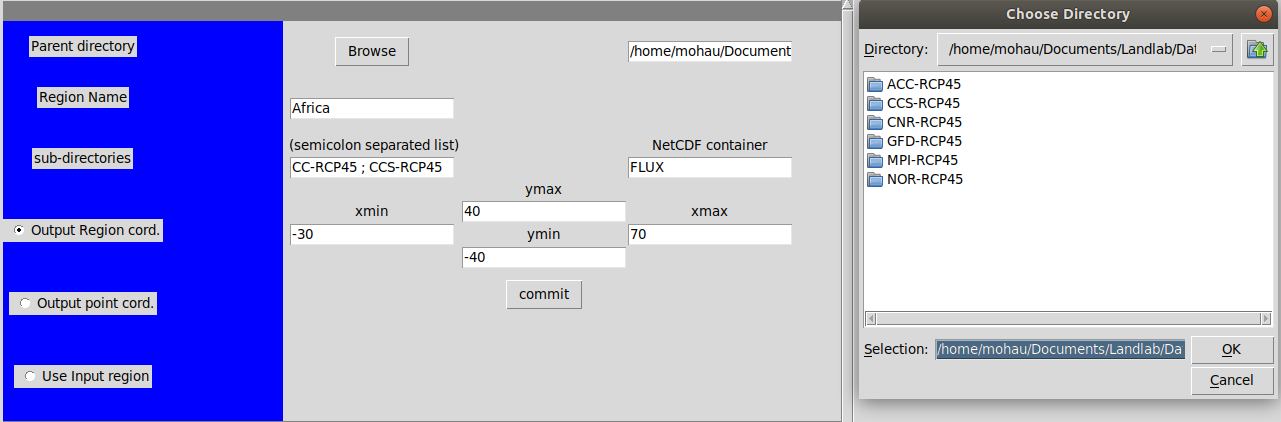 Parent directory
Browse
/home/mohau/Document
Region Name
Africa
(semicolon separated list)
NetCDF container
sub-directories
CC-RCP45 ; CCS-RCP45
FLUX
ymax
xmin
40
xmax
Output Region cord.
-30
ymin
70
-40
commit
Output point cord.
Use Input region
Choose Directory
Directory:
/home/mohau/Documents/Landlab/Dat
ACC-RCP45
CCS-RCP45
CNR-RCP45
GFD-RCP45
MPI-RCP45
NOR-RCP45
Selection:
/home/mohau/Documents/Landlab/Da
OK
Cancel